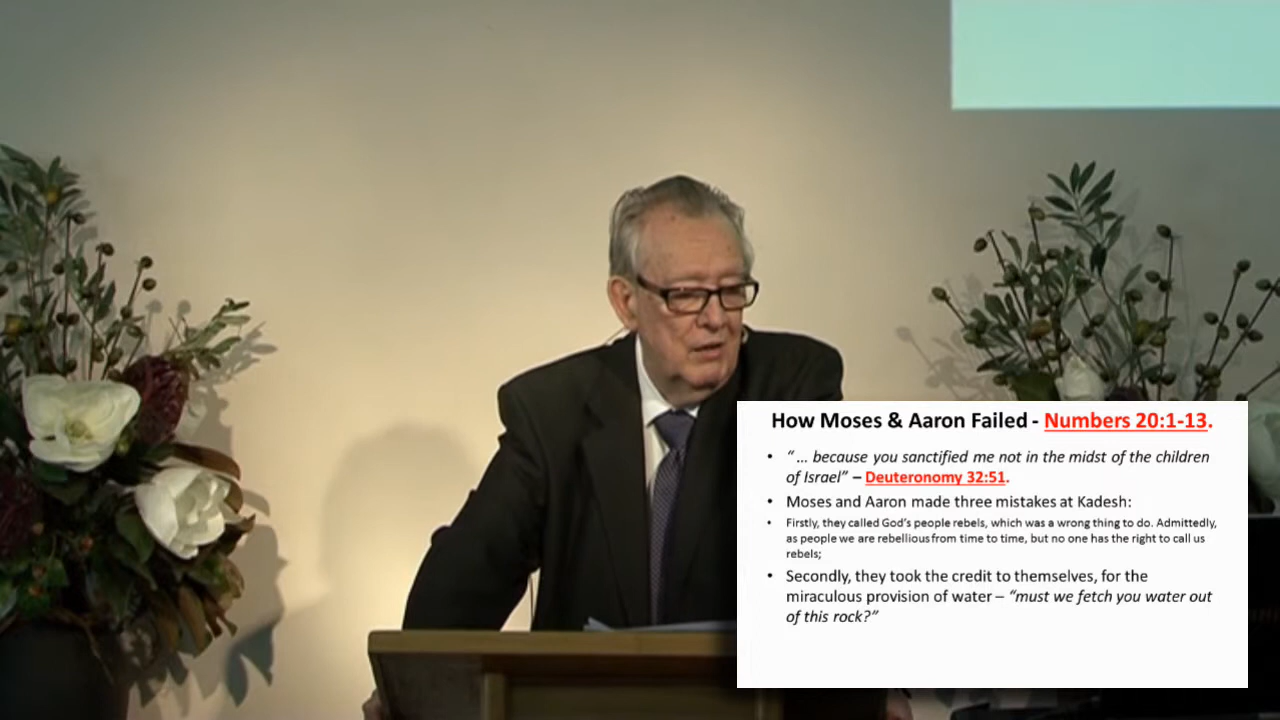 How Moses & Aaron Failed - Numbers 20:1-13.
• “ … because you sanctified me not in the midst of the children
of Israel” – Deuteronomy 32:51.
• Moses and Aaron made three mistakes at Kadesh:
• Firstly, they called God’s people rebels, which was a wrong thing to do. Admittedly,
as people we are rebellious from time to time, but no one has the right to call us
rebels;
• Secondly, they took the credit to themselves, for the
miraculous provision of water – “must we fetch you water out
of this rock?”